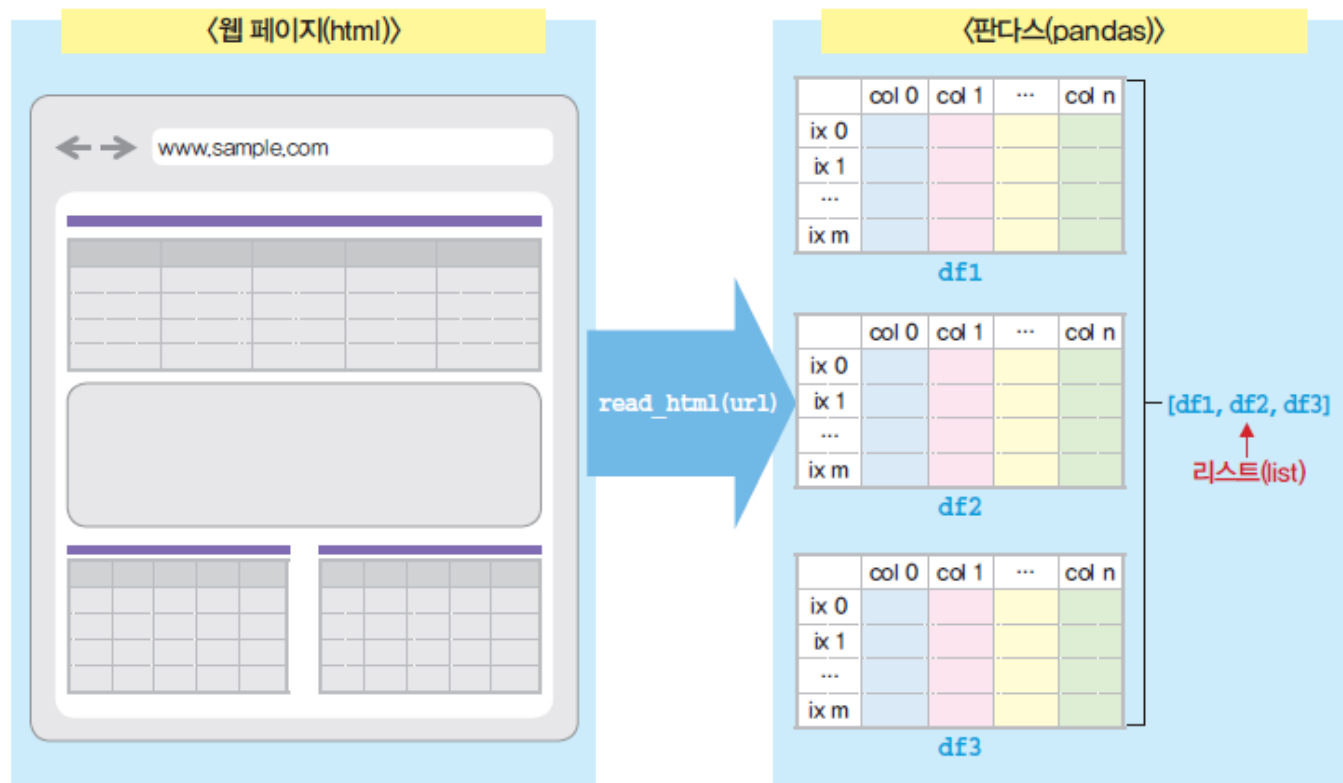 〈웹 페이지(html)〉
www.sample.com
read_html(url)
〈판다스(pandas)〉
col 0 col 1 ··· col n
ix 0
ix 1
···
ix m
df1
col 0 col 1 ··· col n
ix 0
ix 1
···
ix m
df2
col 0 col 1 ··· col n
ix 0
ix 1
···
ix m
df3
[df1, df2, df3]
리스트(list)